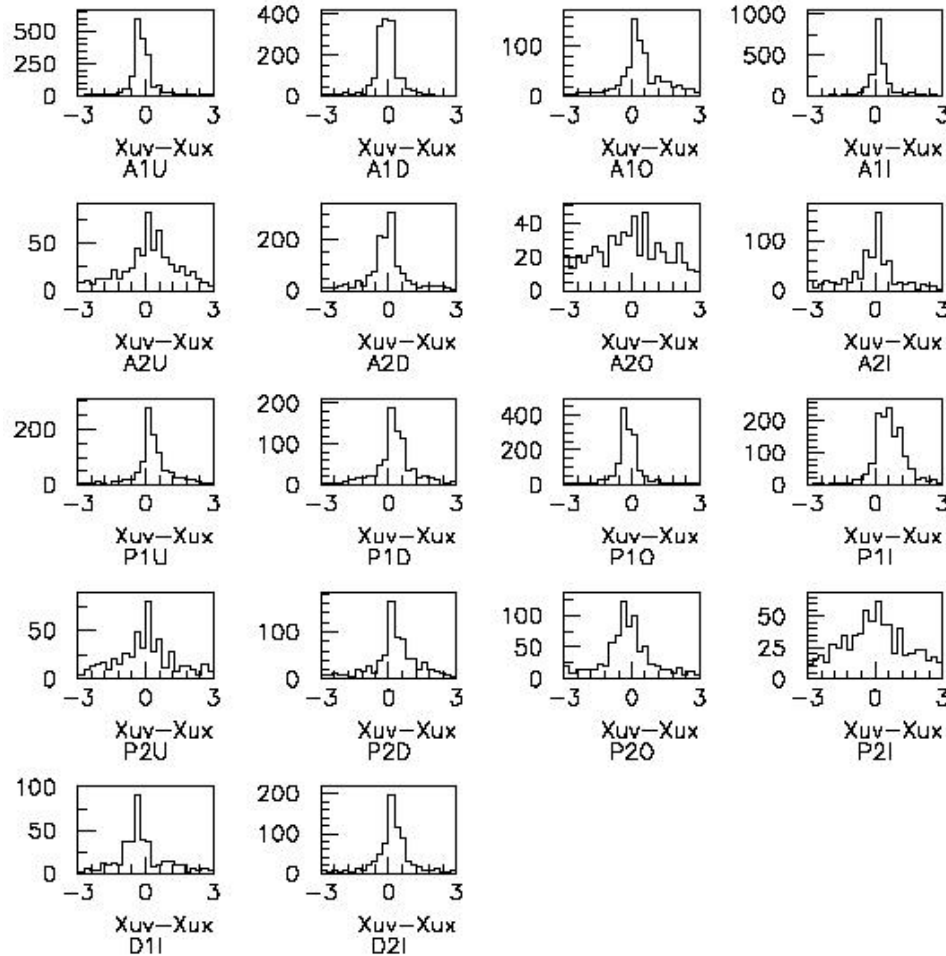 500
250
0
−3 0 3
Xuv−Xux
A1U
400
200
0
−3 0 3
Xuv−Xux
A1D
100
0
−3 0 3
Xuv−Xux
A1O
1000
500
0
−3 0 3
Xuv−Xux
A1I
50
0
−3 0 3
Xuv−Xux
A2U
200
0
−3 0 3
Xuv−Xux
A2D
40
20
0
−3 0 3
Xuv−Xux
A2O
100
0
−3 0 3
Xuv−Xux
A2I
200
0
−3 0 3
Xuv−Xux
P1U
200
100
0
−3 0 3
Xuv−Xux
P1D
400
200
0
−3 0 3
Xuv−Xux
P1O
200
100
0
−3 0 3
Xuv−Xux
P1I
50
0
−3 0 3
Xuv−Xux
P2U
100
0
−3 0 3
Xuv−Xux
P2D
100
50
0
−3 0 3
Xuv−Xux
P2O
50
25
0
−3 0 3
Xuv−Xux
P2I
100
50
0
−3 0 3
Xuv−Xux
D1I
200
100
0
−3 0 3
Xuv−Xux
D2I